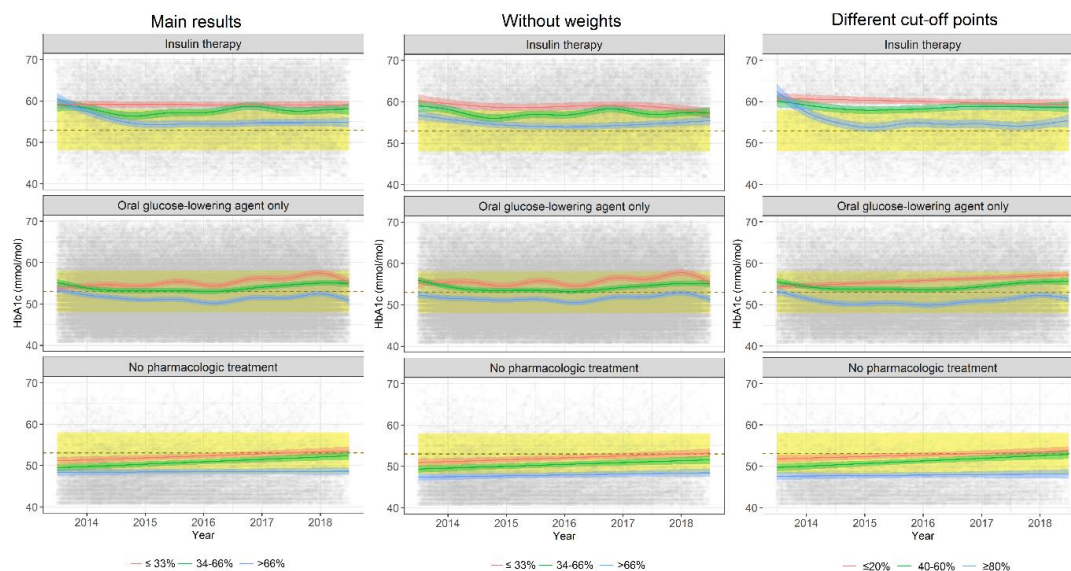 Main results
Without weights
Different cut-off points
Insulin therapy
Insulin therapy
Insulin therapy
70
60
50
40
70
60
50
40
70
60
50
40
Oral glucose-lowering agent only
Oral glucose-lowering agent only
Oral glucose-lowering agent only
HbA1c (mmol/mol)
HbA1c (mmol/mol)
HbA1c (mmol/mol)
70
60
50
40
70
60
50
40
70
60
50
40
No pharmacologic treatment
No pharmacologic treatment
No pharmacologic treatment
70
60
50
40
70
60
50
40
70
60
50
40
2014 2015 2016 2017 2018
2014 2015 2016 2017 2018
2014 2015 2016 2017 2018
Year
Year
Year
≤ 33% 34-66% >66%
≤ 33% 34-66% >66%
≤20% 40-60% ≥80%